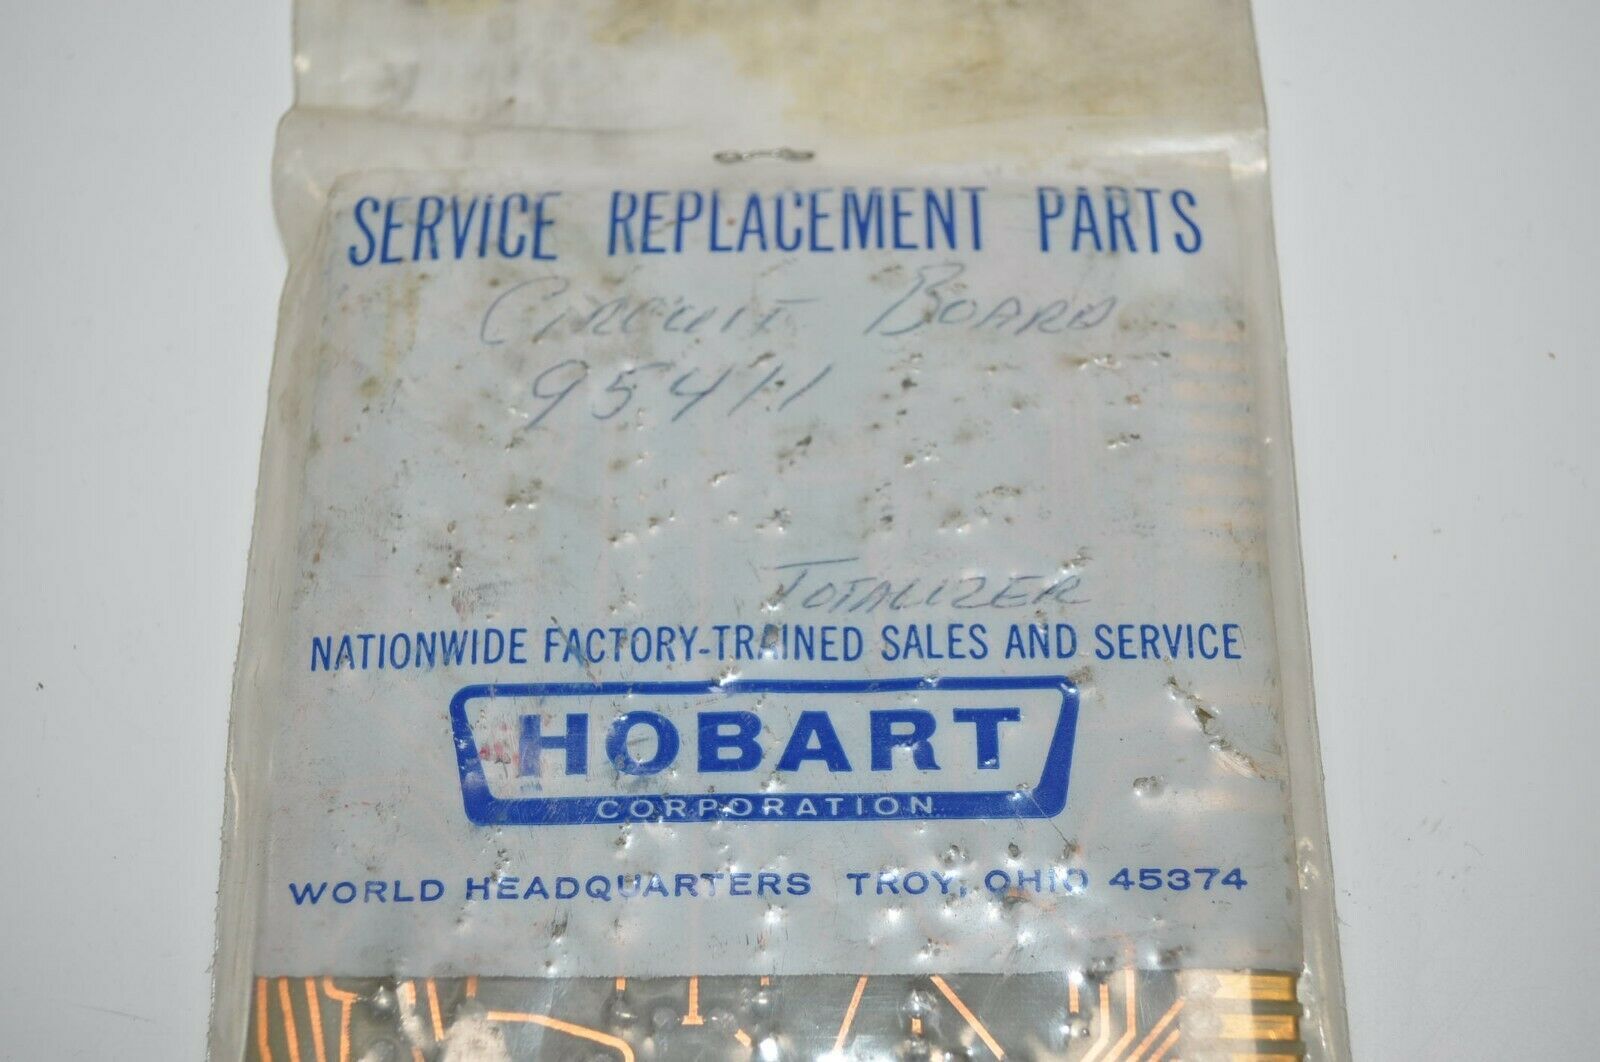 SERVICE REPLACEMENT PARTS
CIRCUIT BOARD
95411
TOTALIZER
NATIONWIDE FACTORY-TRAINED SALES AND SERVICE
HOBART
CORPORATION
WORLD HEADQUARTERS TROY, OHIO 45374